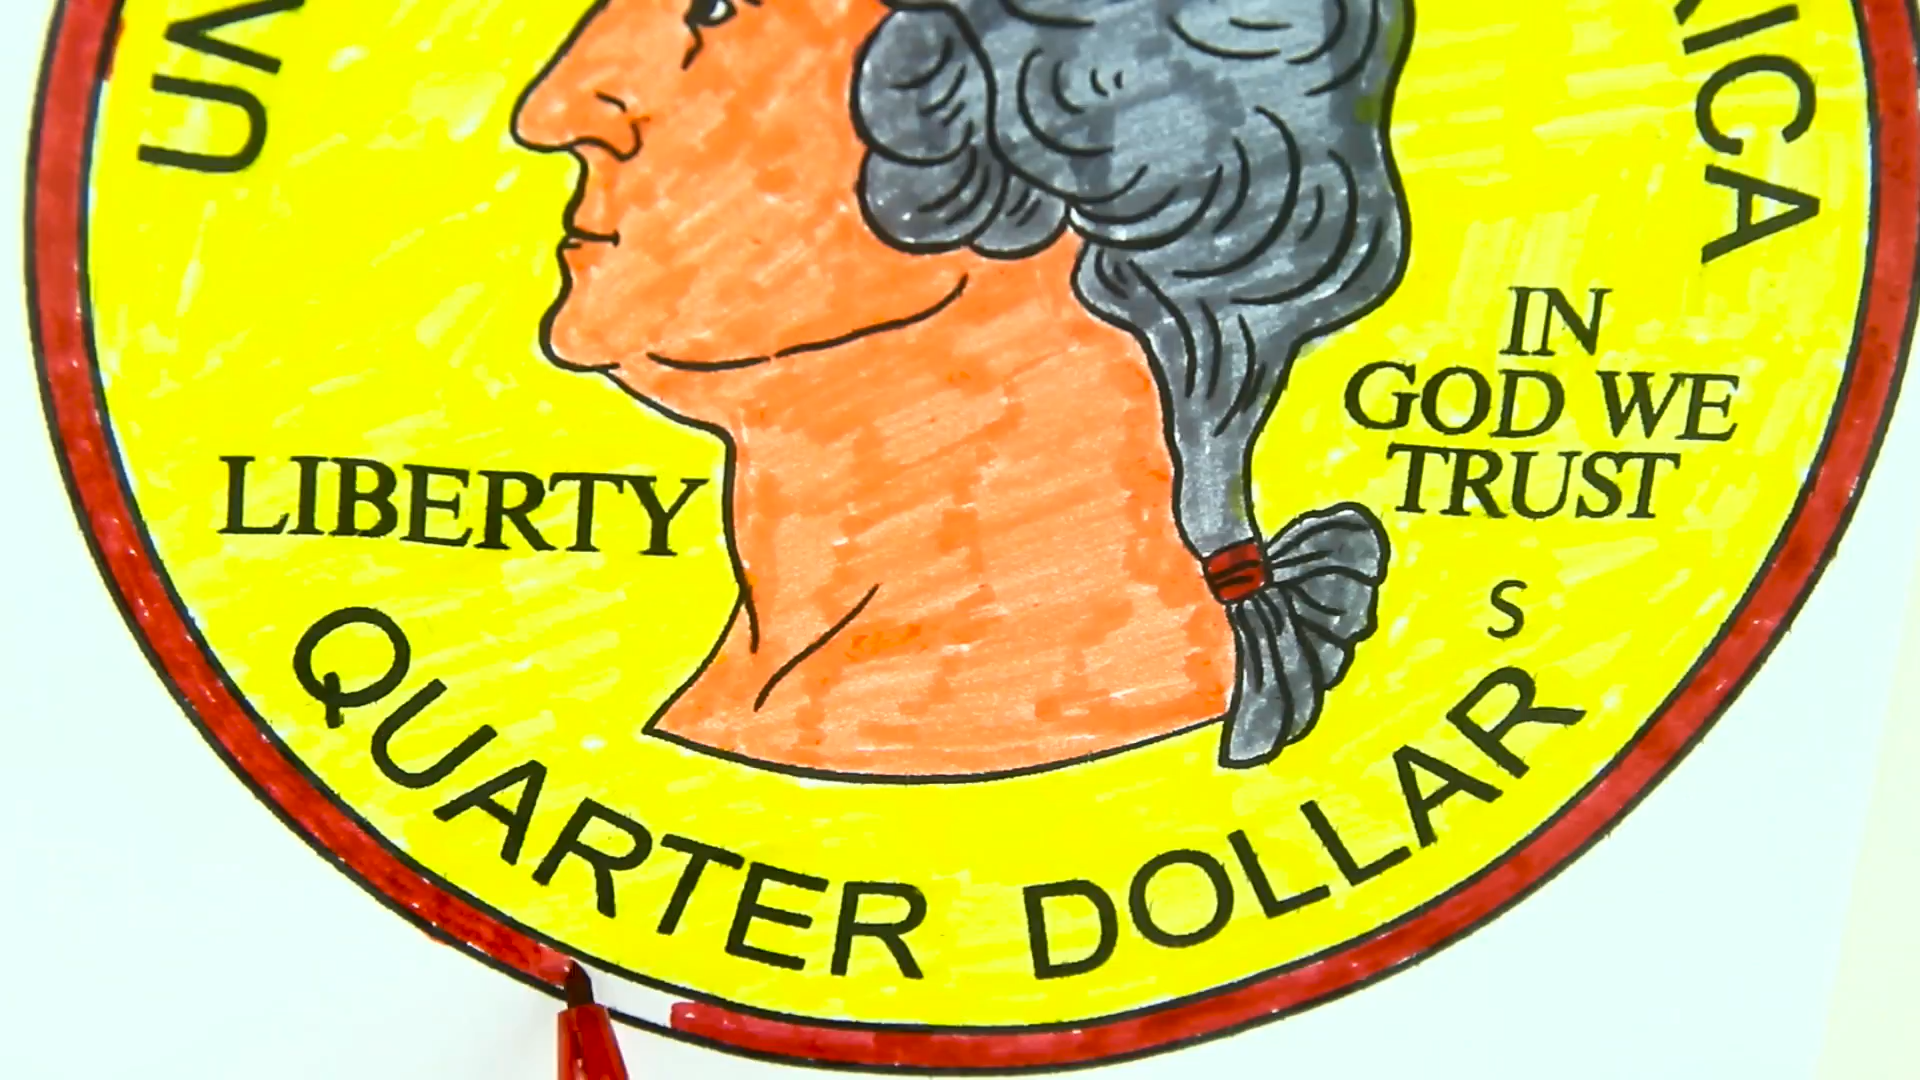 LIBERTY
IN
GOD WE
TRUST
S
QUARTER DOLLAR